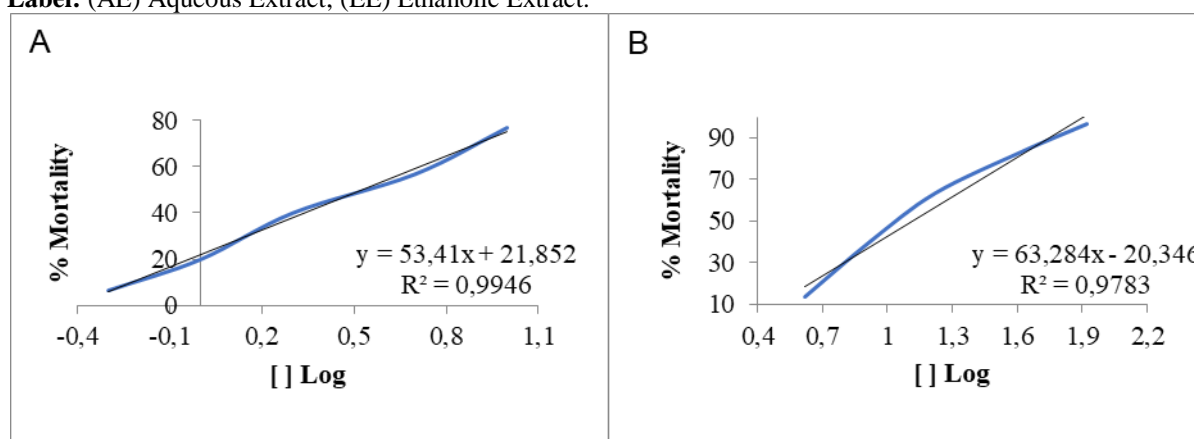 Label: (AE) Aqueous Extract; (EE) Ethanolic Extract.
A
% Mortality
80
60
40
20
0
-0,4 -0,1 0,2 0,5 0,8 1,1
[ ] Log
y = 53,41x + 21,852
R² = 0,9946
B
% Mortality
90
70
50
30
10
0,4 0,7 1 1,3 1,6 1,9 2,2
[ ] Log
y = 63,284x - 20,346
R² = 0,9783